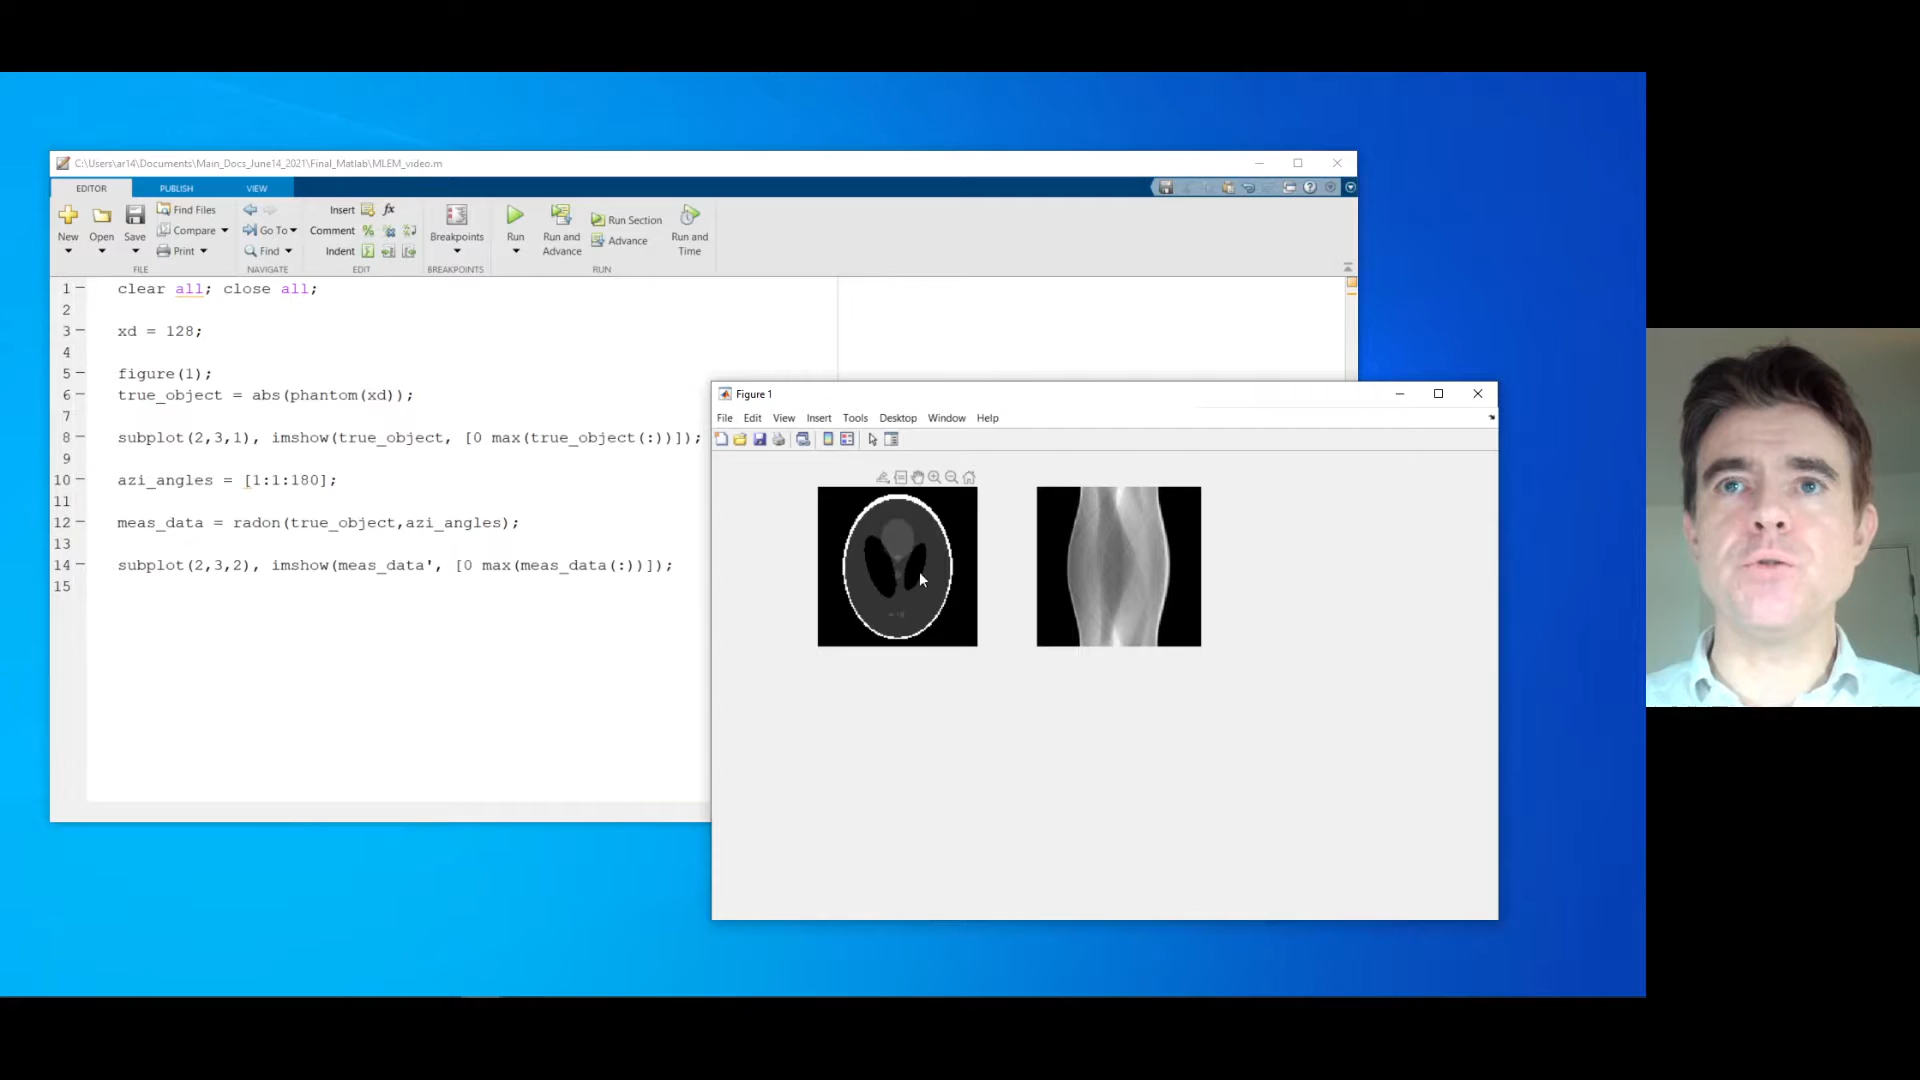 C:\Users\ar14\Documents\Main_Docs_June14_2021\Final_Matlab\MLEM_video.m
EDITOR PUBLISH VIEW
New Open Save Find Files Compare Print Go To Find Insert fx Comment Indent Breakpoints Run Run and Advance Run Section Advance Run and Time
FILE NAVIGATE EDIT BREAKPOINTS RUN
1 clear all; close all;
2
3 xd = 128;
4
5 figure(1);
6 true_object = abs(phantom(xd));
7
8 subplot(2,3,1), imshow(true_object, [0 max(true_object(:))]);
9
10 azi_angles = [1:1:180];
11
12 meas_data = radon(true_object,azi_angles);
13
14 subplot(2,3,2), imshow(meas_data', [0 max(meas_data(:))]);
15
Figure 1
File Edit View Insert Tools Desktop Window Help